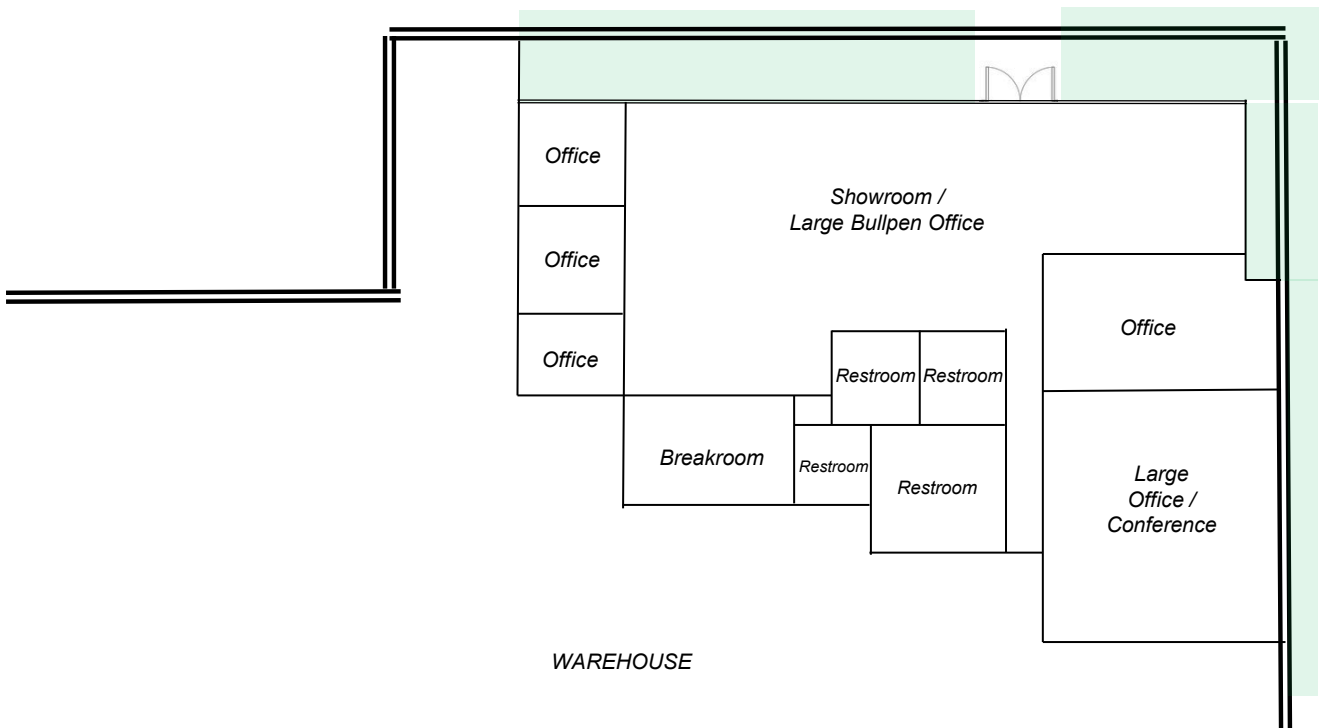 Office
Showroom /
Large Bullpen Office
Office
Office
Office
Restroom
Restroom
Breakroom
Restroom
Restroom
Large
Office /
Conference
WAREHOUSE